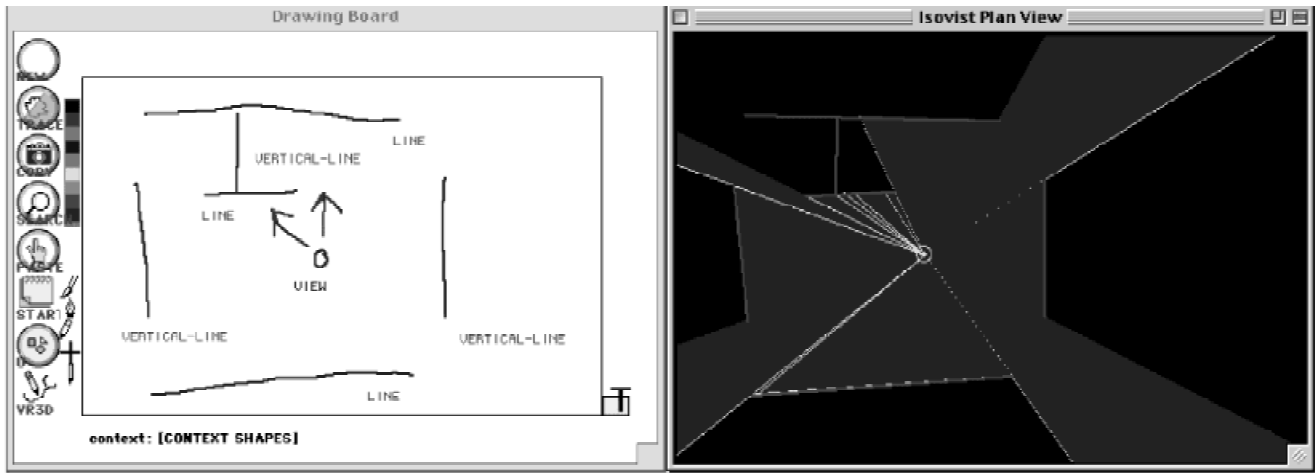 Drawing Board
Isovist Plan View
NEW
TRACE
COPY
SEARCH
PASTE
START
VR3D
LINE
VERTICAL-LINE
LINE
VIEW
VERTICAL-LINE
VERTICAL-LINE
LINE
T
context: [CONTEXT SHAPES]